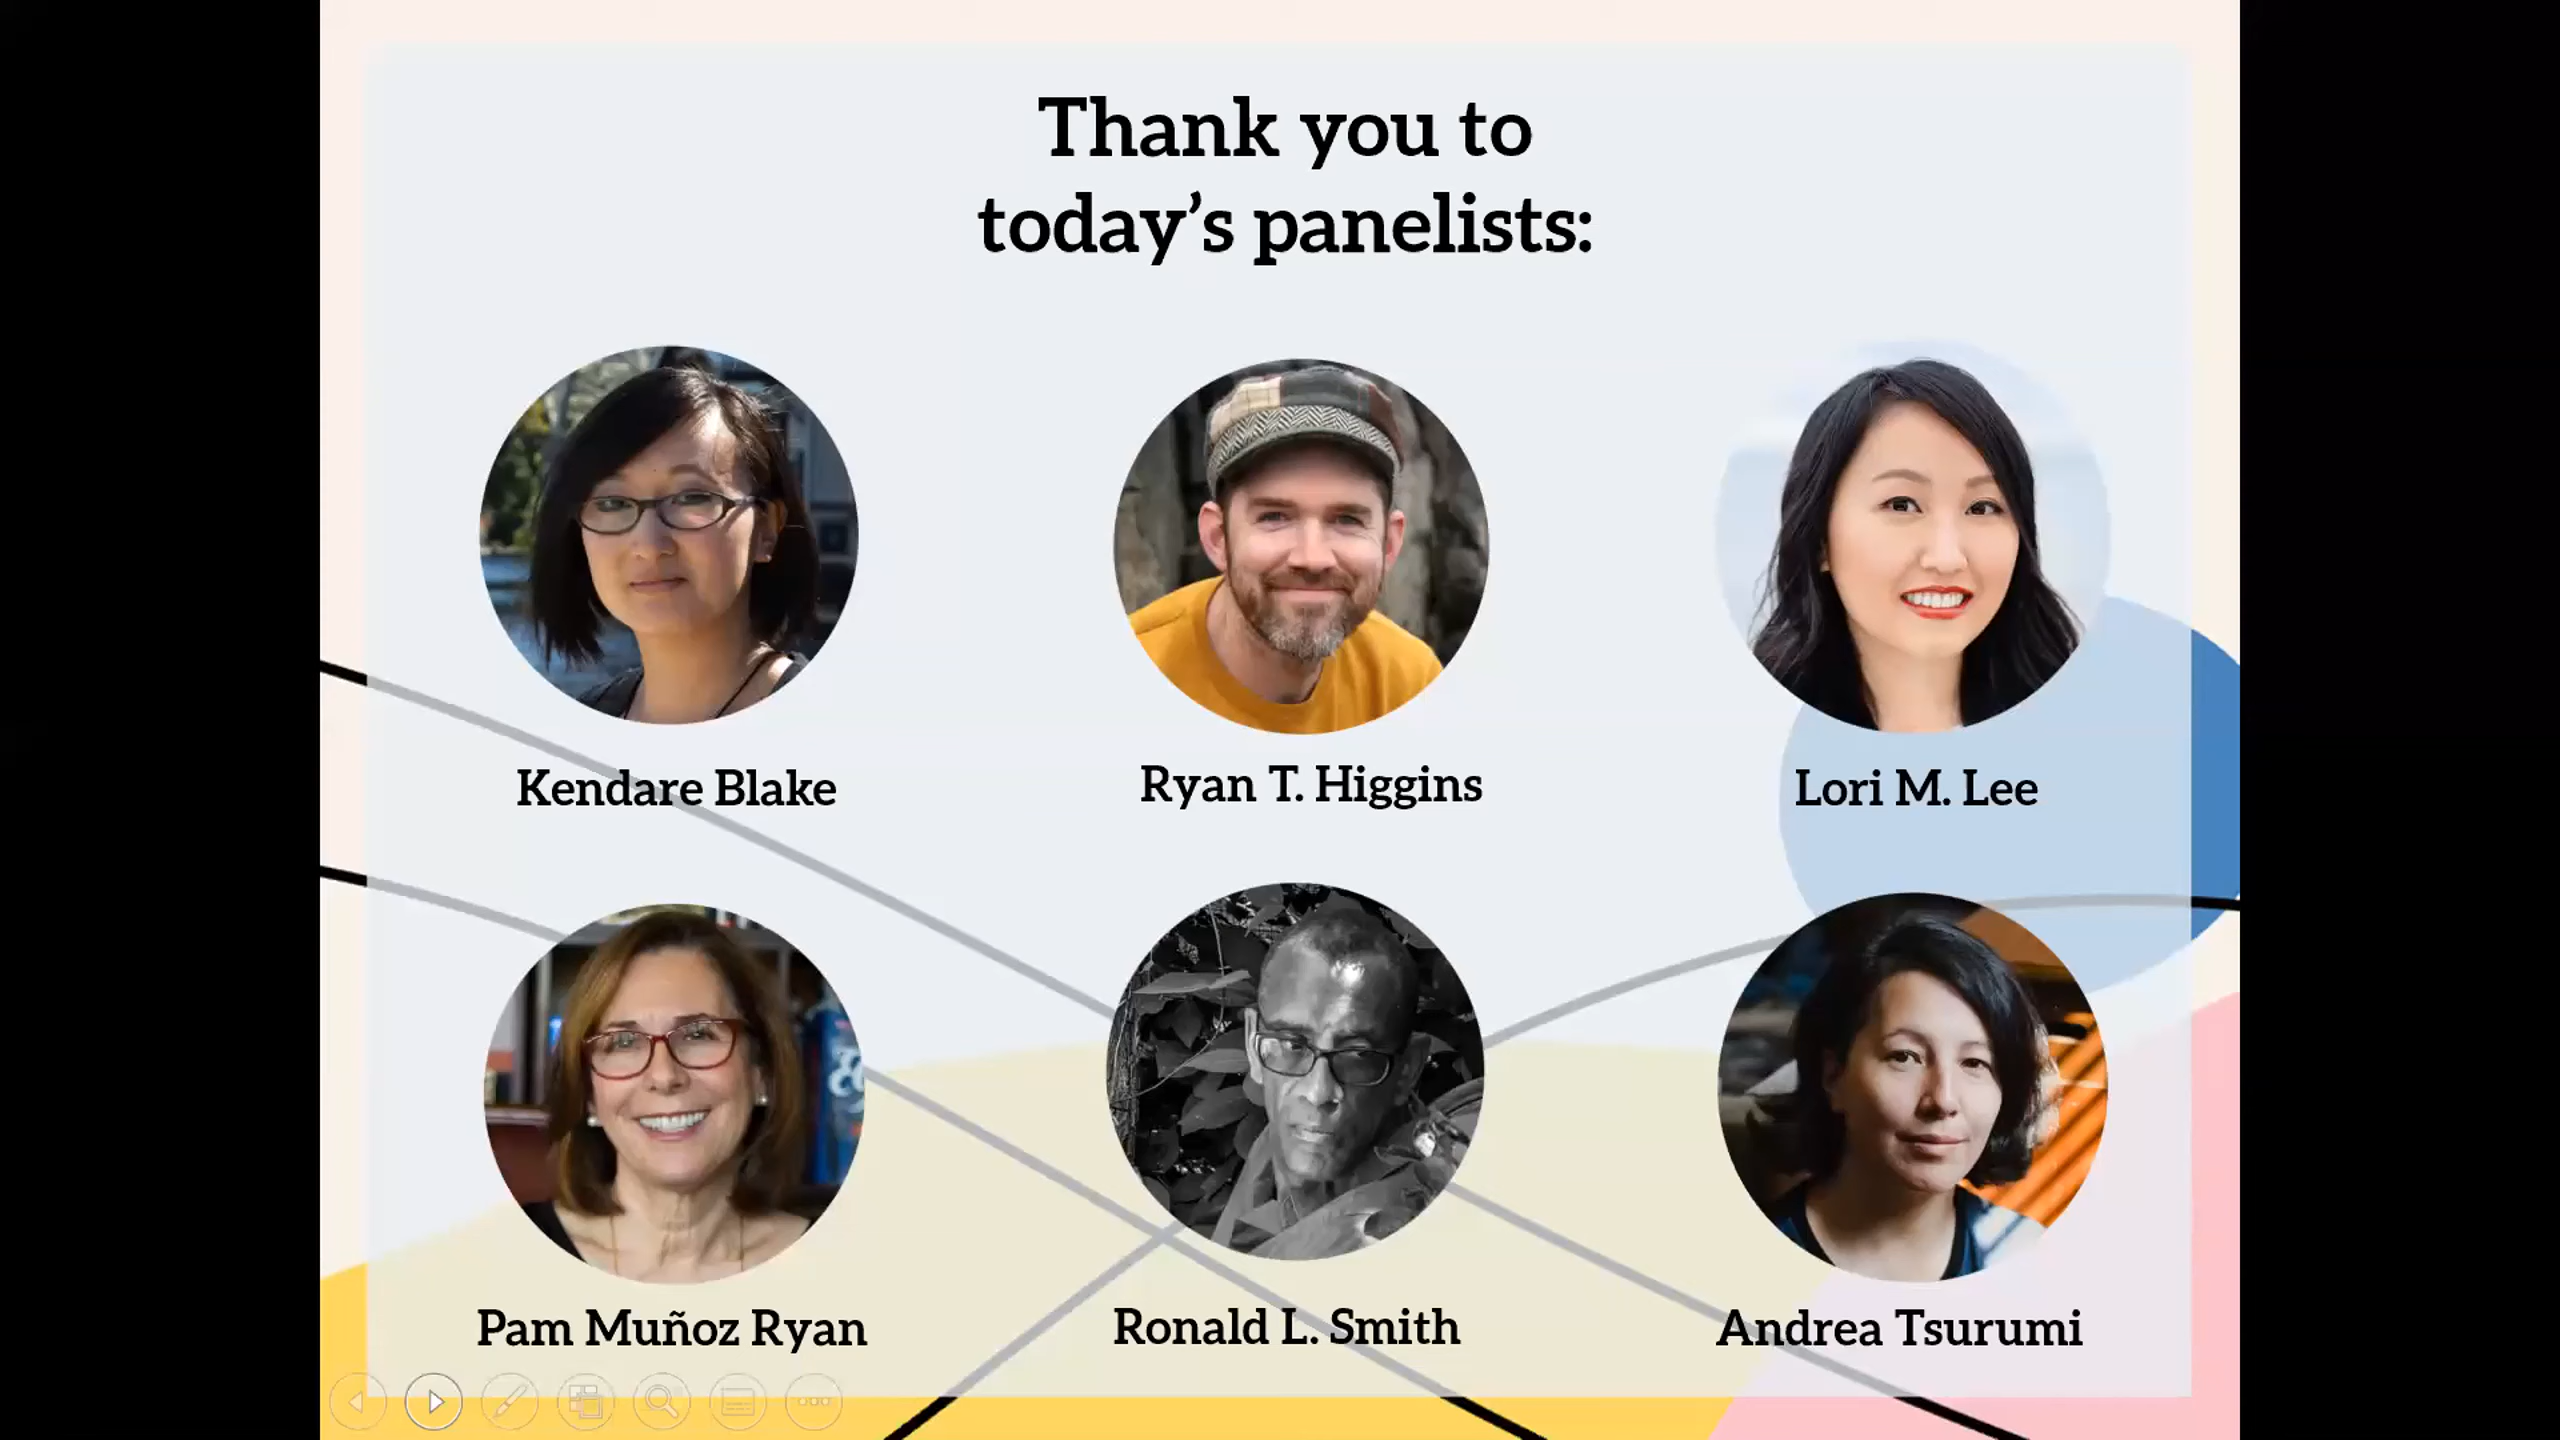 Thank you to
today’s panelists:
Kendare Blake
Ryan T. Higgins
Lori M. Lee
Pam Muñoz Ryan
Ronald L. Smith
Andrea Tsurumi